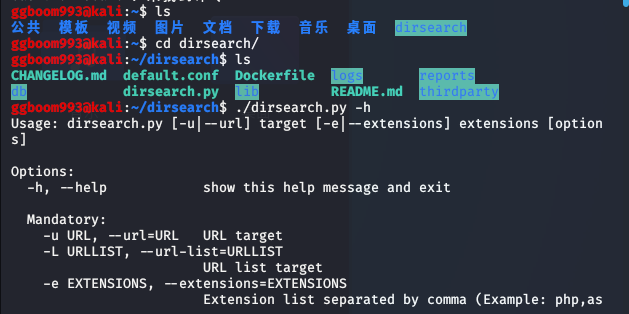 ggboom993@kali:~$ ls
公共 模板 视频 图片 文档 下载 音乐 桌面 dirsearch
ggboom993@kali:~$ cd dirsearch/
ggboom993@kali:~/dirsearch$ ls
CHANGELOG.md default.conf Dockerfile logs reports
db dirsearch.py lib README.md thirdparty
ggboom993@kali:~/dirsearch$ ./dirsearch.py -h
Usage: dirsearch.py [-u|--url] target [-e|--extensions] extensions [option
s]
Options:
-h, --help show this help message and exit
Mandatory:
-u URL, --url=URL URL target
-L URLLIST, --url-list=URLLIST
URL list target
-e EXTENSIONS, --extensions=EXTENSIONS
Extension list separated by comma (Example: php,as